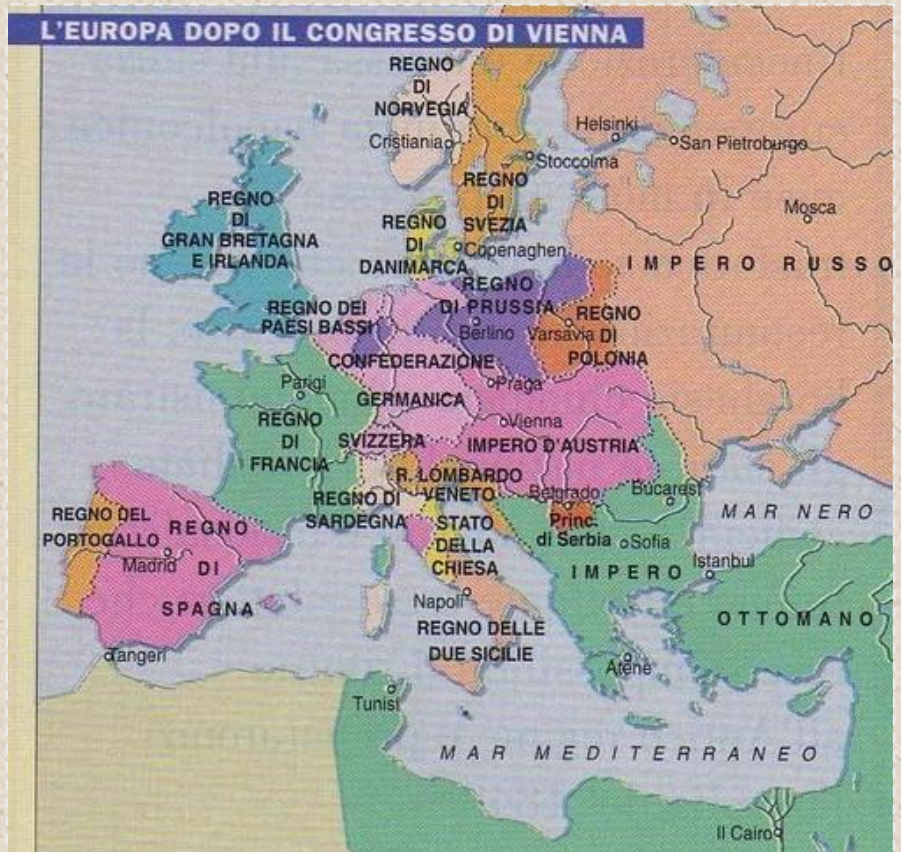 L'EUROPA DOPO IL CONGRESSO DI VIENNA
REGNO
DI
NORVEGIA
Cristiania
Helsinki
San Pietroburgo
Stoccolma
REGNO
DI
SVEZIA
Mosca
REGNO
DI
GRAN BRETAGNA
E IRLANDA
REGNO
DI
DANIMARCA
Copenaghen
IMPERO RUSSO
REGNO
DI PRUSSIA
Berlino
REGNO DEI
PAESI BASSI
Varsavia
REGNO
DI
POLONIA
CONFEDERAZIONE
GERMANICA
Praga
Parigi
REGNO
DI
FRANCIA
Vienna
SVIZZERA
IMPERO D'AUSTRIA
R. LOMBARDO
VENETO
REGNO DI
SARDEGNA
Belgrado
Bucarest
MAR NERO
Princ.
di Serbia
Sofia
Istanbul
REGNO DEL
PORTOGALLO
REGNO
DI
SPAGNA
Madrid
STATO
DELLA
CHIESA
IMPERO
OTTOMANO
Napoli
REGNO DELLE
DUE SICILIE
Atene
Tangeri
Tunisi
MAR MEDITERRANEO
Il Cairo